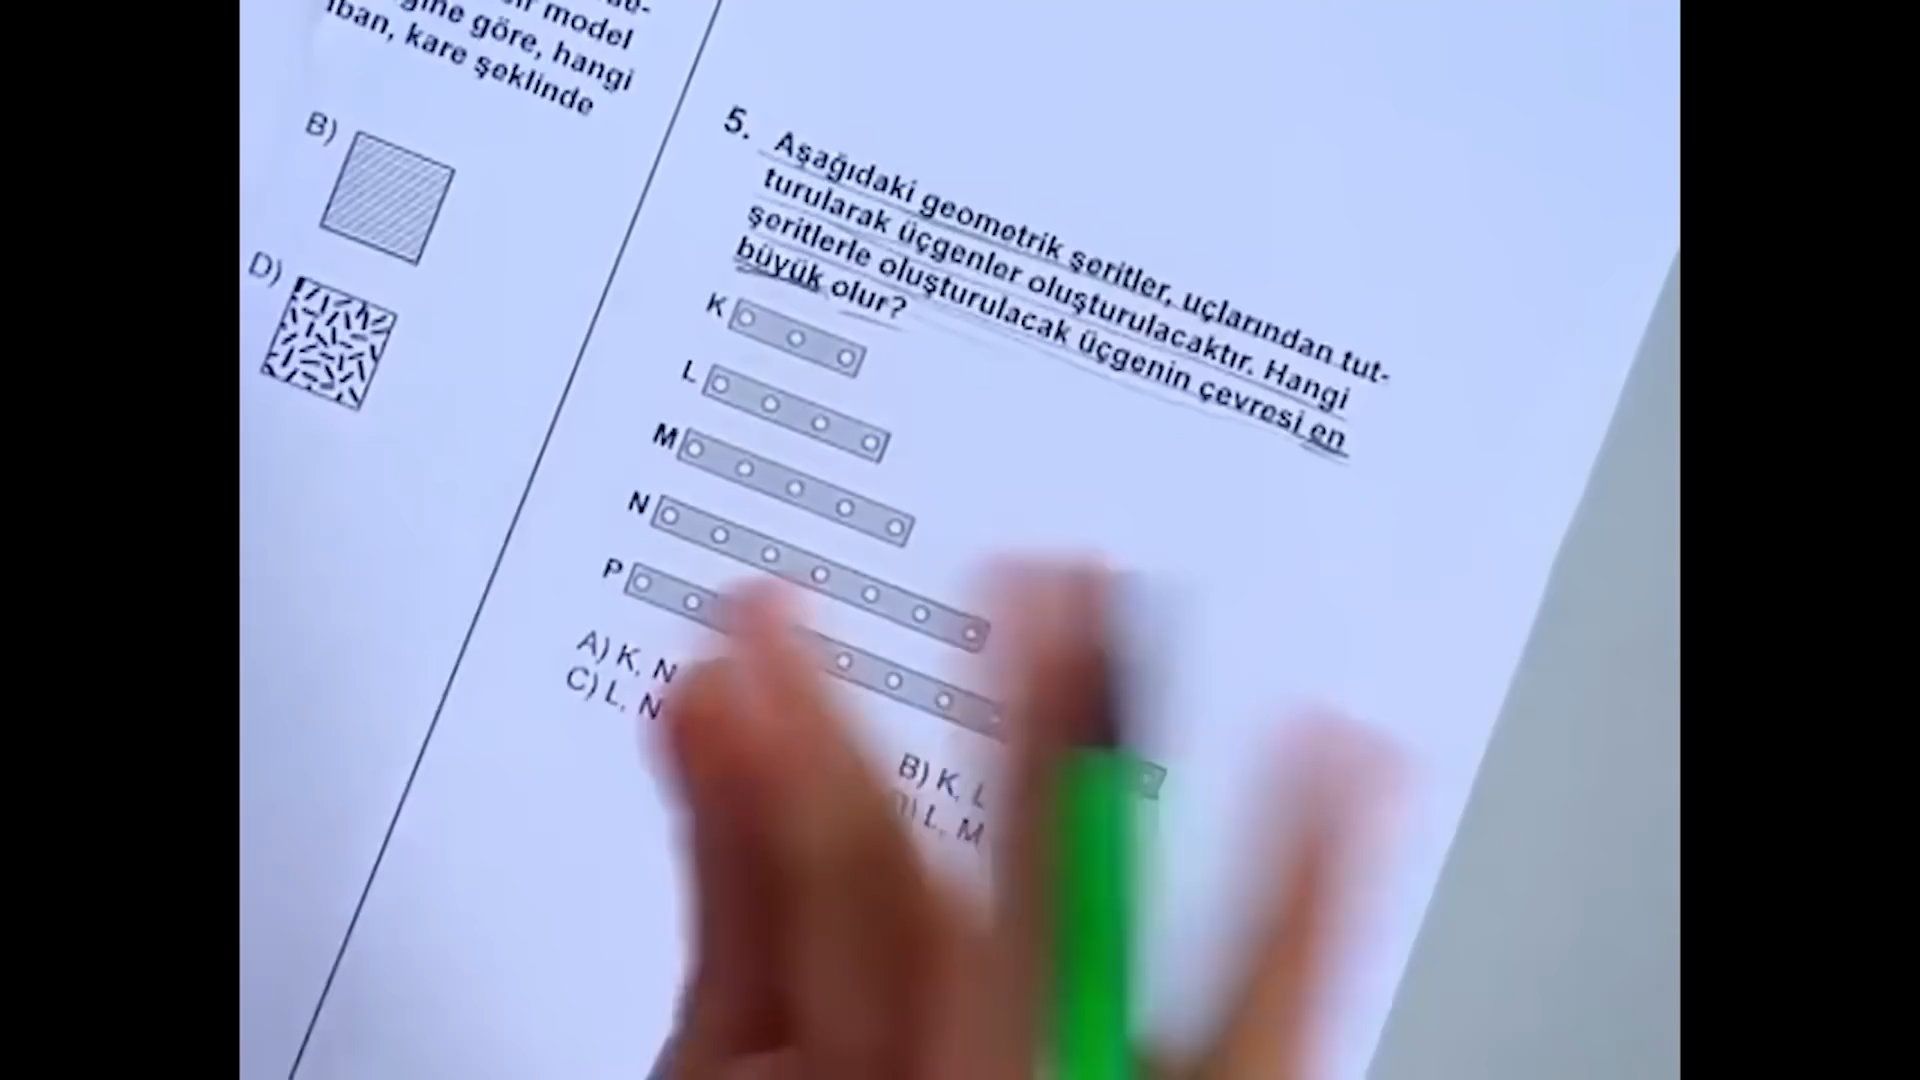 model
göre, hangi
kare şeklinde
B)
D)
5. Aşağıdaki geometrik şeritler, uçlarından tut-
turularak üçgenler oluşturulacaktır. Hangi
şeritlerle oluşturulacak üçgenin çevresi en
büyük olur?
K
L
M
N
P
A) K, N
B) K, L
C) L, N
L, M